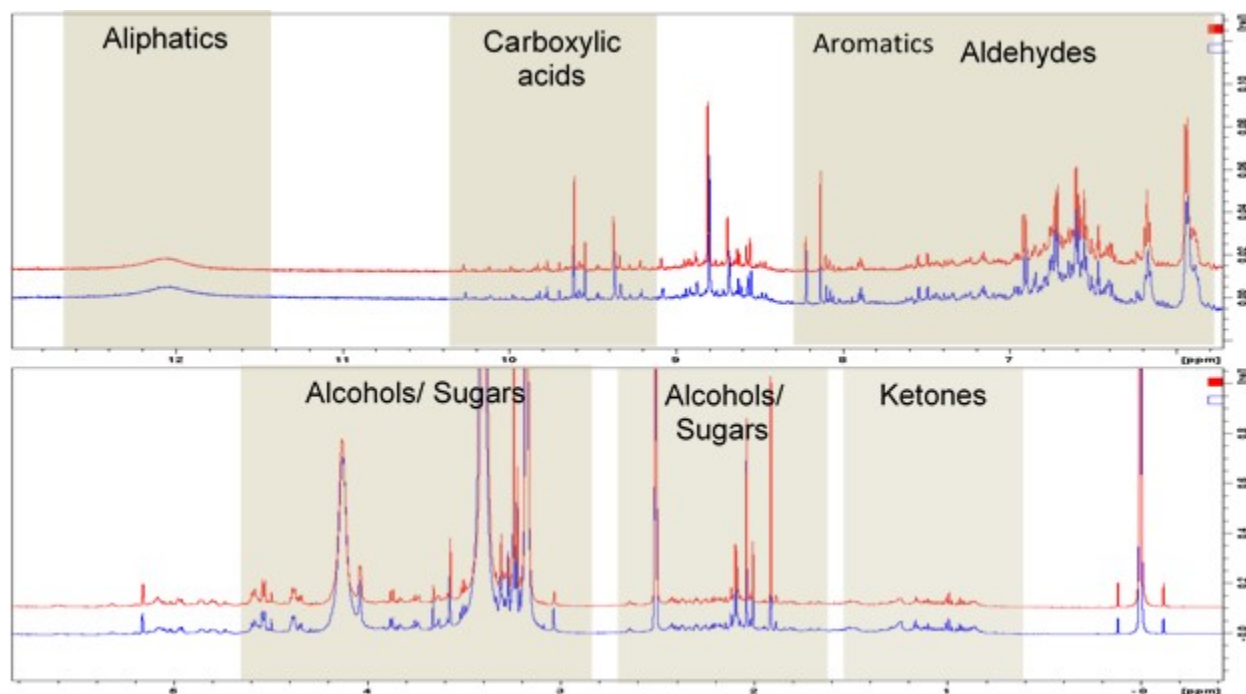 Aliphatics
Carboxylic
acids
Aromatics
Aldehydes
12
11
10
9
8
7
[ppm]
Alcohols/ Sugars
Alcohols/
Sugars
Ketones
5
4
3
2
1
0
[ppm]